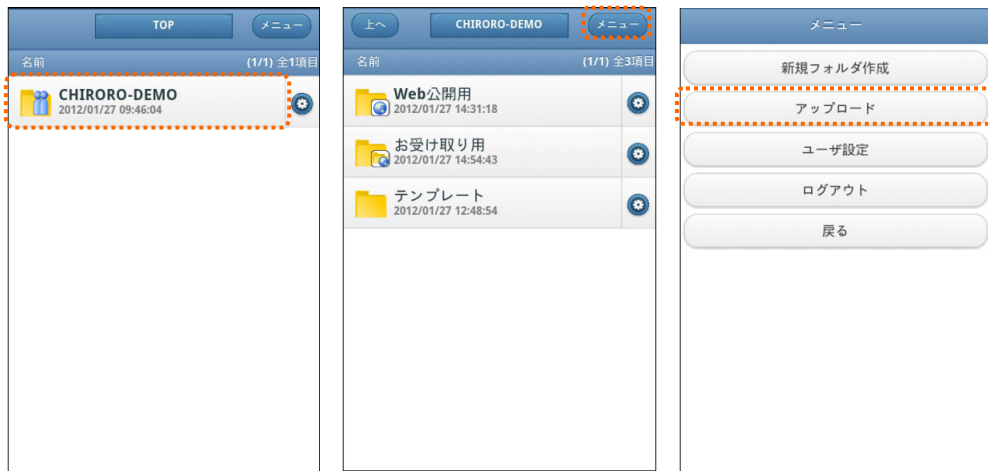 TOP
メニュー
名前
(1/1) 全1項目
CHIRORO-DEMO
2012/01/27 09:46:04
上へ
CHIRORO-DEMO
メニュー
名前
(1/1) 全3項目
Web公開用
2012/01/27 14:31:18
お受け取り用
2012/01/27 14:54:43
テンプレート
2012/01/27 12:48:54
メニュー
新規フォルダ作成
アップロード
ユーザ設定
ログアウト
戻る